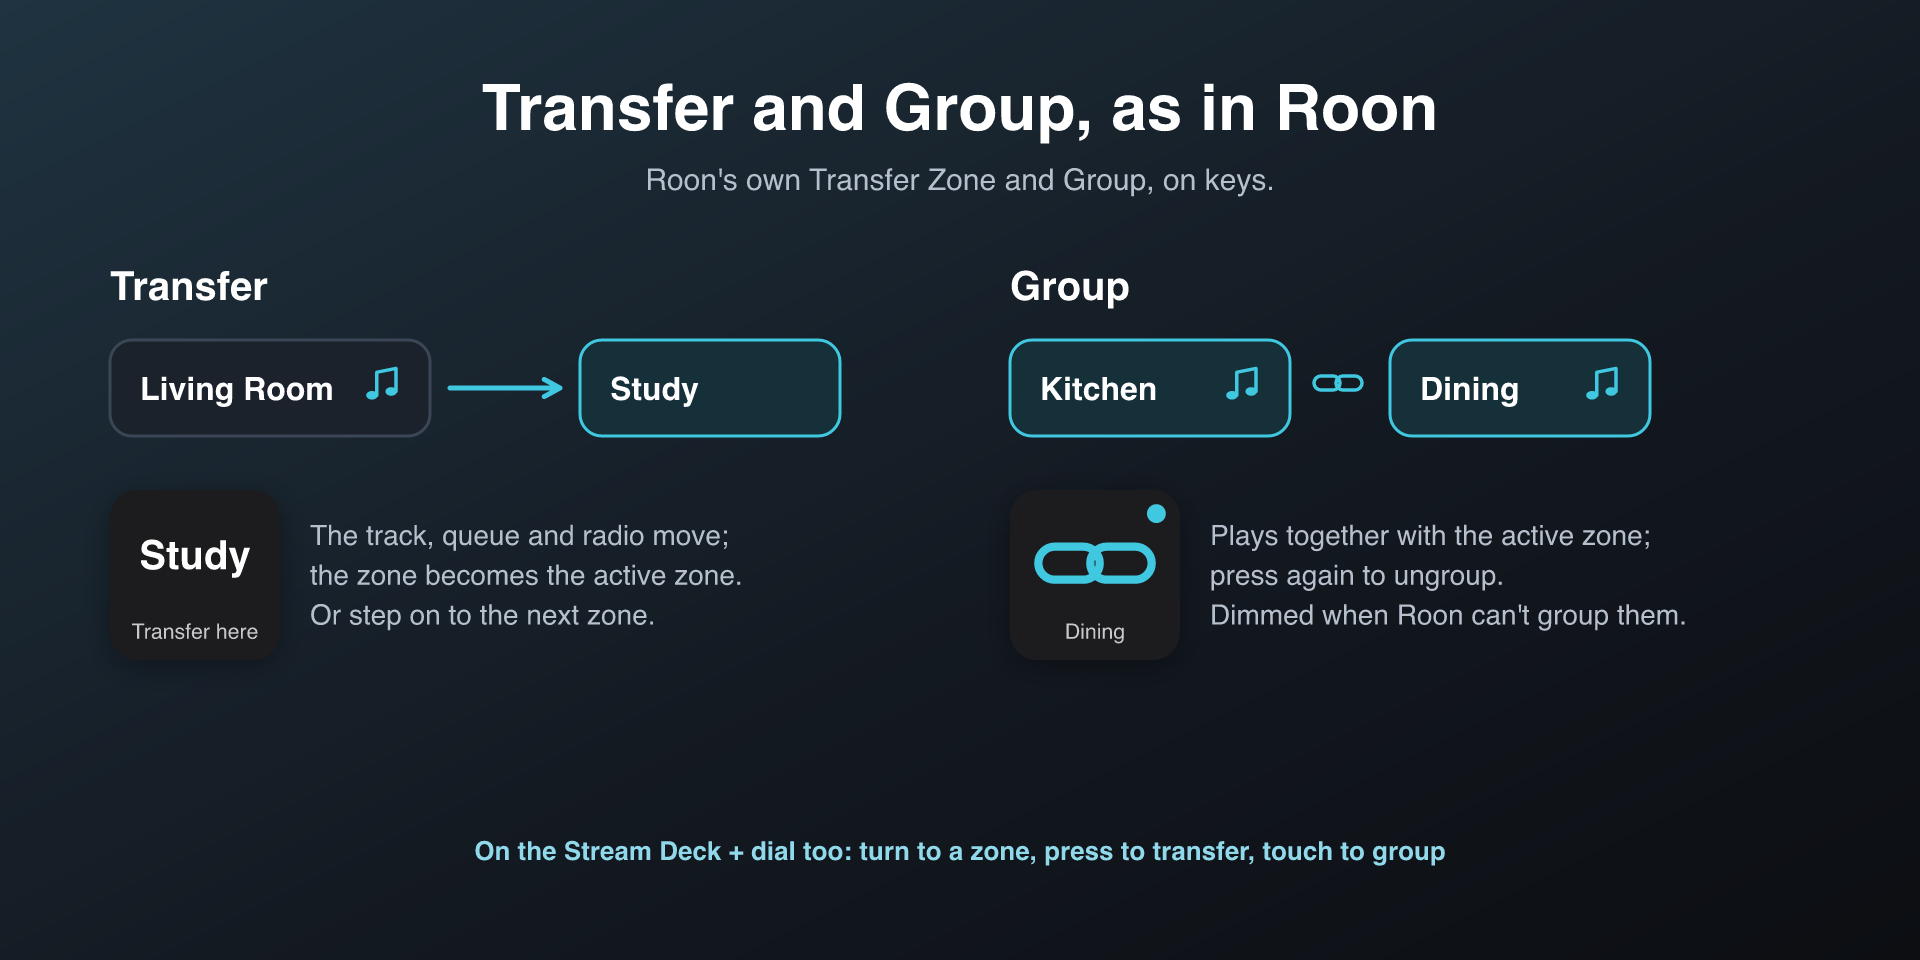 Transfer and Group, as in Roon
Roon's own Transfer Zone and Group, on keys.
Transfer
Living Room
Study
Study
Transfer here
The track, queue and radio move;
the zone becomes the active zone.
Or step on to the next zone.
Group
Kitchen
Dining
Dining
Plays together with the active zone;
press again to ungroup.
Dimmed when Roon can't group them.
On the Stream Deck + dial too: turn to a zone, press to transfer, touch to group